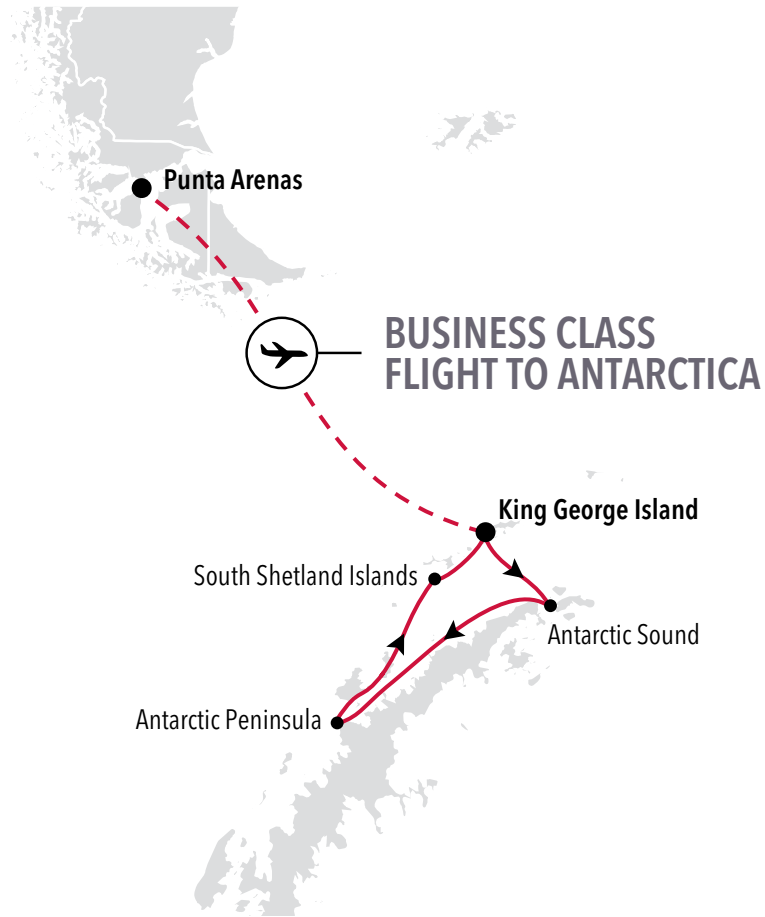 Punta Arenas
BUSINESS CLASS
FLIGHT TO ANTARCTICA
King George Island
South Shetland Islands
Antarctic Sound
Antarctic Peninsula